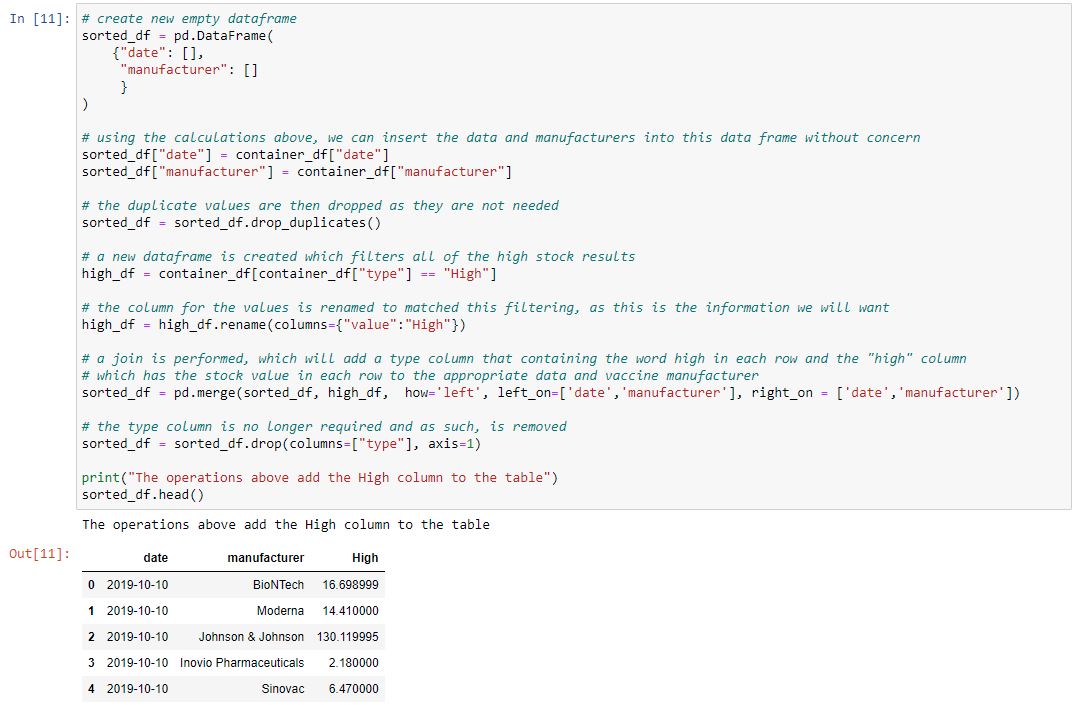 In [11]: # create new empty dataframe
sorted_df = pd.DataFrame(
    {"date": [],
     "manufacturer": []
     }
)
# using the calculations above, we can insert the data and manufacturers into this data frame without concern
sorted_df["date"] = container_df["date"]
sorted_df["manufacturer"] = container_df["manufacturer"]
# the duplicate values are then dropped as they are not needed
sorted_df = sorted_df.drop_duplicates()
# a new dataframe is created which filters all of the high stock results
high_df = container_df[container_df["type"] == "High"]
# the column for the values is renamed to matched this filtering, as this is the information we will want
high_df = high_df.rename(columns={"value":"High"})
# a join is performed, which will add a type column that containing the word high in each row and the "high" column
# which has the stock value in each row to the appropriate data and vaccine manufacturer
sorted_df = pd.merge(sorted_df, high_df,  how='left', left_on=['date','manufacturer'], right_on = ['date','manufacturer'])
# the type column is no longer required and as such, is removed
sorted_df = sorted_df.drop(columns=["type"], axis=1)
print("The operations above add the High column to the table")
sorted_df.head()
The operations above add the High column to the table
Out[11]:
date manufacturer High
0 2019-10-10 BioNTech 16.698999
1 2019-10-10 Moderna 14.410000
2 2019-10-10 Johnson & Johnson 130.119995
3 2019-10-10 Inovio Pharmaceuticals 2.180000
4 2019-10-10 Sinovac 6.470000